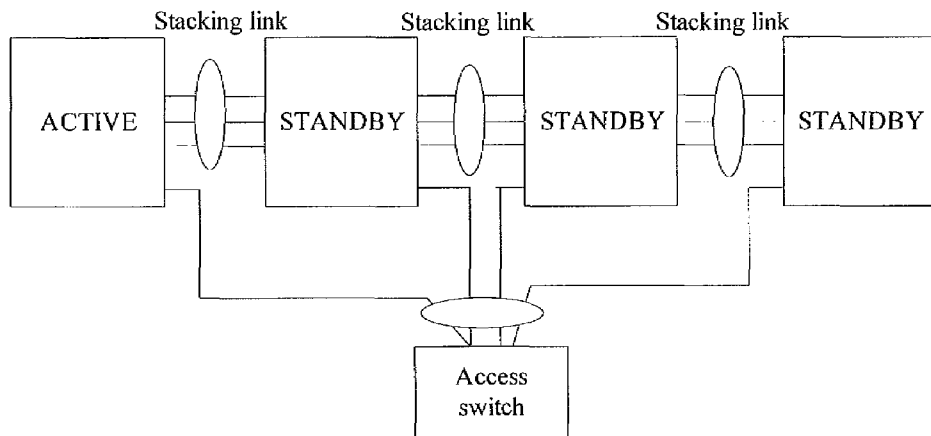 Stacking link Stacking link Stacking link
ACTIVE STANDBY STANDBY STANDBY
Access
switch